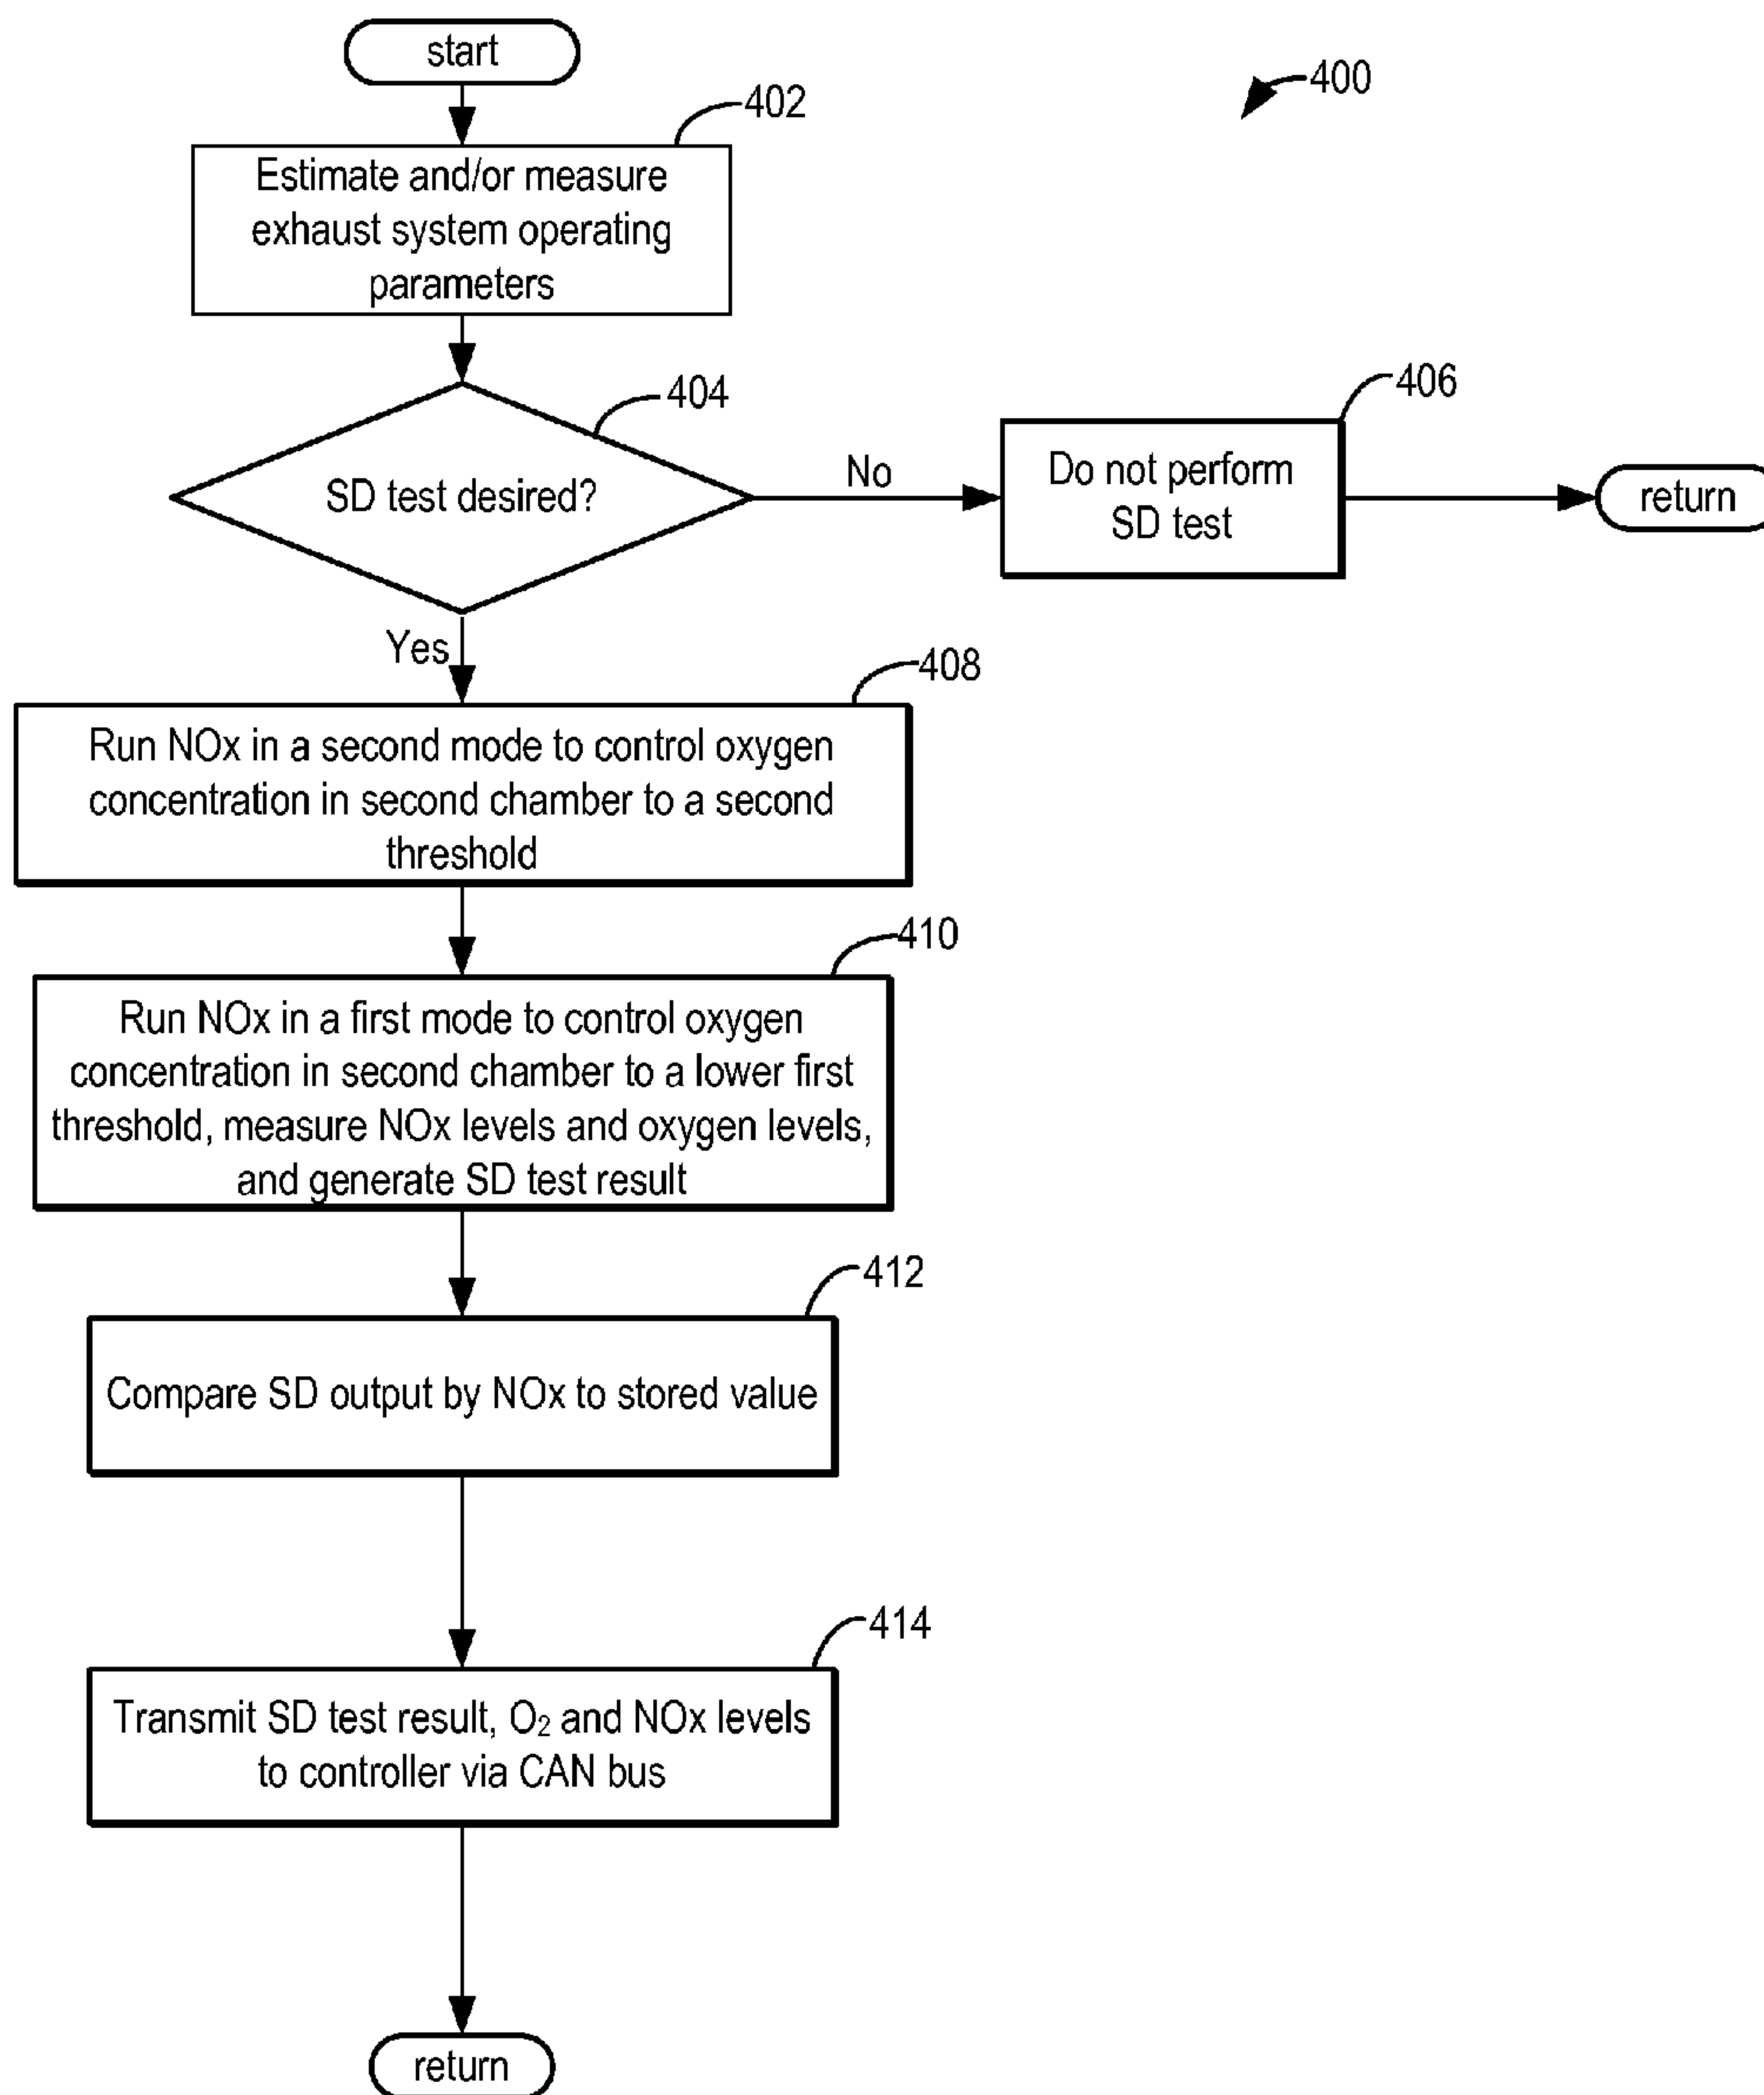 start
400
402
Estimate and/or measure
exhaust system operating
parameters
404
SD test desired?
No
406
Do not perform
SD test
return
Yes
408
Run NOx in a second mode to control oxygen
concentration in second chamber to a second
threshold
410
Run NOx in a first mode to control oxygen
concentration in second chamber to a lower first
threshold, measure NOx levels and oxygen levels,
and generate SD test result
412
Compare SD output by NOx to stored value
414
Transmit SD test result, O₂ and NOx levels
to controller via CAN bus
return